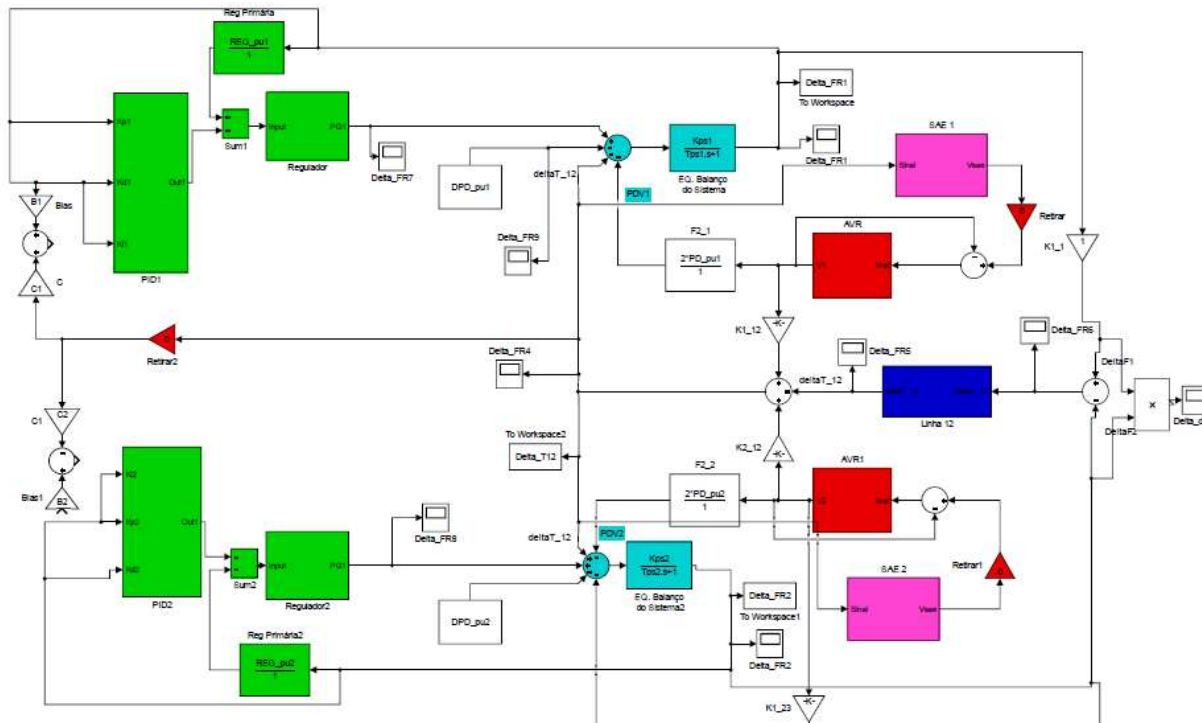 Reg Primária
REG_pu1
1
Delta_FR1
To Workspace
Kp1
Kd1
Ki1
Out1
PID1
Sum1
Input
PG1
Regulador
Delta_FR7
DPD_pu1
deltaT_12
Kps1
Tps1.s+1
EQ. Balanço
do Sistema
Delta_FR1
SAE 1
Sinal
Vsae
Retirar
B1
Bias
C
C1
PDV1
Delta_FR9
F2_1
2*PD_pu1
1
AVR
K1_1
1
-K-
K1_12
Retirar2
Delta_FR4
deltaT_12
Delta_FR5
Delta_FR6
DeltaF1
Linha 12
x
DeltaF2
C1
C2
To Workspace2
Delta_T12
K2_12
-K-
Bias1
B2
Ki2
Kp2
Kd2
Out1
PID2
Sum2
Input
PG1
Regulador2
Delta_FR8
deltaT_12
F2_2
2*PD_pu2
1
AVR1
PDV2
Kps2
Tps2.s+1
EQ. Balanço
do Sistema2
Retirar1
SAE 2
Sinal
Vsae
DPD_pu2
Delta_FR2
To Workspace1
Delta_FR2
Reg Primária2
REG_pu2
1
K1_23
-K-